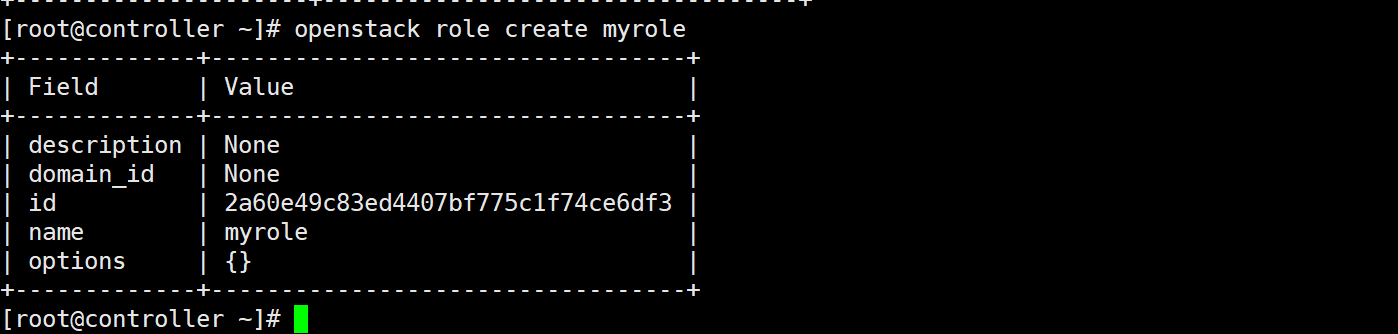 +---------------------+----------------------------------+
[root@controller ~]# openstack role create myrole
+-------------+----------------------------------+
| Field       | Value                            |
+-------------+----------------------------------+
| description | None                             |
| domain_id   | None                             |
| id          | 2a60e49c83ed4407bf775c1f74ce6df3 |
| name        | myrole                           |
| options     | {}                               |
+-------------+----------------------------------+
[root@controller ~]#